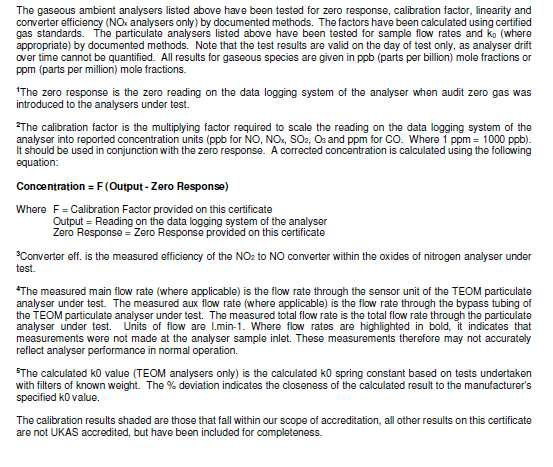 The gaseous ambient analysers listed above have been tested for zero response, calibration factor, linearity and
converter efficiency (NOₓ analysers only) by documented methods. The factors have been calculated using certified
gas standards. The particulate analysers listed above have been tested for sample flow rates and k₀ (where
appropriate) by documented methods. Note that the test results are valid on the day of test only, as analyser drift
over time cannot be quantified. All results for gaseous species are given in ppb (parts per billion) mole fractions or
ppm (parts per million) mole fractions.
¹The zero response is the zero reading on the data logging system of the analyser when audit zero gas was
introduced to the analysers under test.
²The calibration factor is the multiplying factor required to scale the reading on the data logging system of the
analyser into reported concentration units (ppb for NO, NOₓ, SO₂, O₃ and ppm for CO. Where 1 ppm = 1000 ppb).
It should be used in conjunction with the zero response. A corrected concentration is calculated using the following
equation:
Concentration = F (Output - Zero Response)
Where F = Calibration Factor provided on this certificate
Output = Reading on the data logging system of the analyser
Zero Response = Zero Response provided on this certificate
³Converter eff. is the measured efficiency of the NO₂ to NO converter within the oxides of nitrogen analyser under
test.
⁴The measured main flow rate (where applicable) is the flow rate through the sensor unit of the TEOM particulate
analyser under test. The measured aux flow rate (where applicable) is the flow rate through the bypass tubing of
the TEOM particulate analyser under test. The measured total flow rate is the total flow rate through the particulate
analyser under test. Units of flow are l.min-1. Where flow rates are highlighted in bold, it indicates that
measurements were not made at the analyser sample inlet. These measurements therefore may not accurately
reflect analyser performance in normal operation.
⁵The calculated k0 value (TEOM analysers only) is the calculated k0 spring constant based on tests undertaken
with filters of known weight. The % deviation indicates the closeness of the calculated result to the manufacturer's
specified k0 value.
The calibration results shaded are those that fall within our scope of accreditation, all other results on this certificate
are not UKAS accredited, but have been included for completeness.